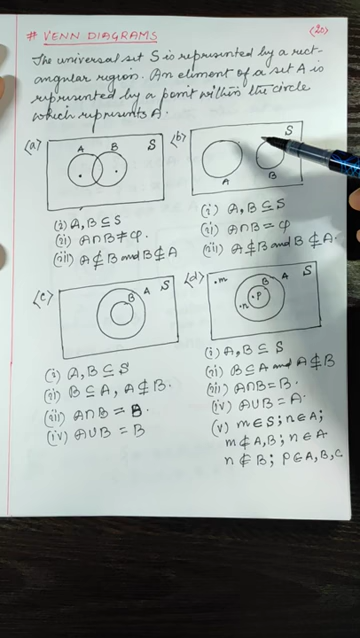 # VENN DIAGRAMS
(20)
The universal set S is represented by a rect-
angular region. An eliment of a set A is
represented by a point within the circle
which represents A.
(a) A B S
(i) A, B ⊆ S
(ii) A∩B ≠ φ.
(iii) A ⊄ B and B ⊄ A
(b) S
A B
(i) A, B ⊆ S
(ii) A∩B = φ
(iii) A ⊄ B and B ⊄ A.
(c) B A S
(i) A, B ⊆ S
(ii) B ⊆ A, A ⊄ B.
(iii) A∩B = B.
(iv) A∪B = B
(d) .m B A S
.p
.n
(i) A, B ⊆ S
(ii) B ⊆ A and A ⊄ B
(iii) A∩B = B.
(iv) A∪B = A.
(v) m ∈ S; n ∈ A;
m ∉ A, B; n ∈ A
n ∉ B; p ∈ A, B, C